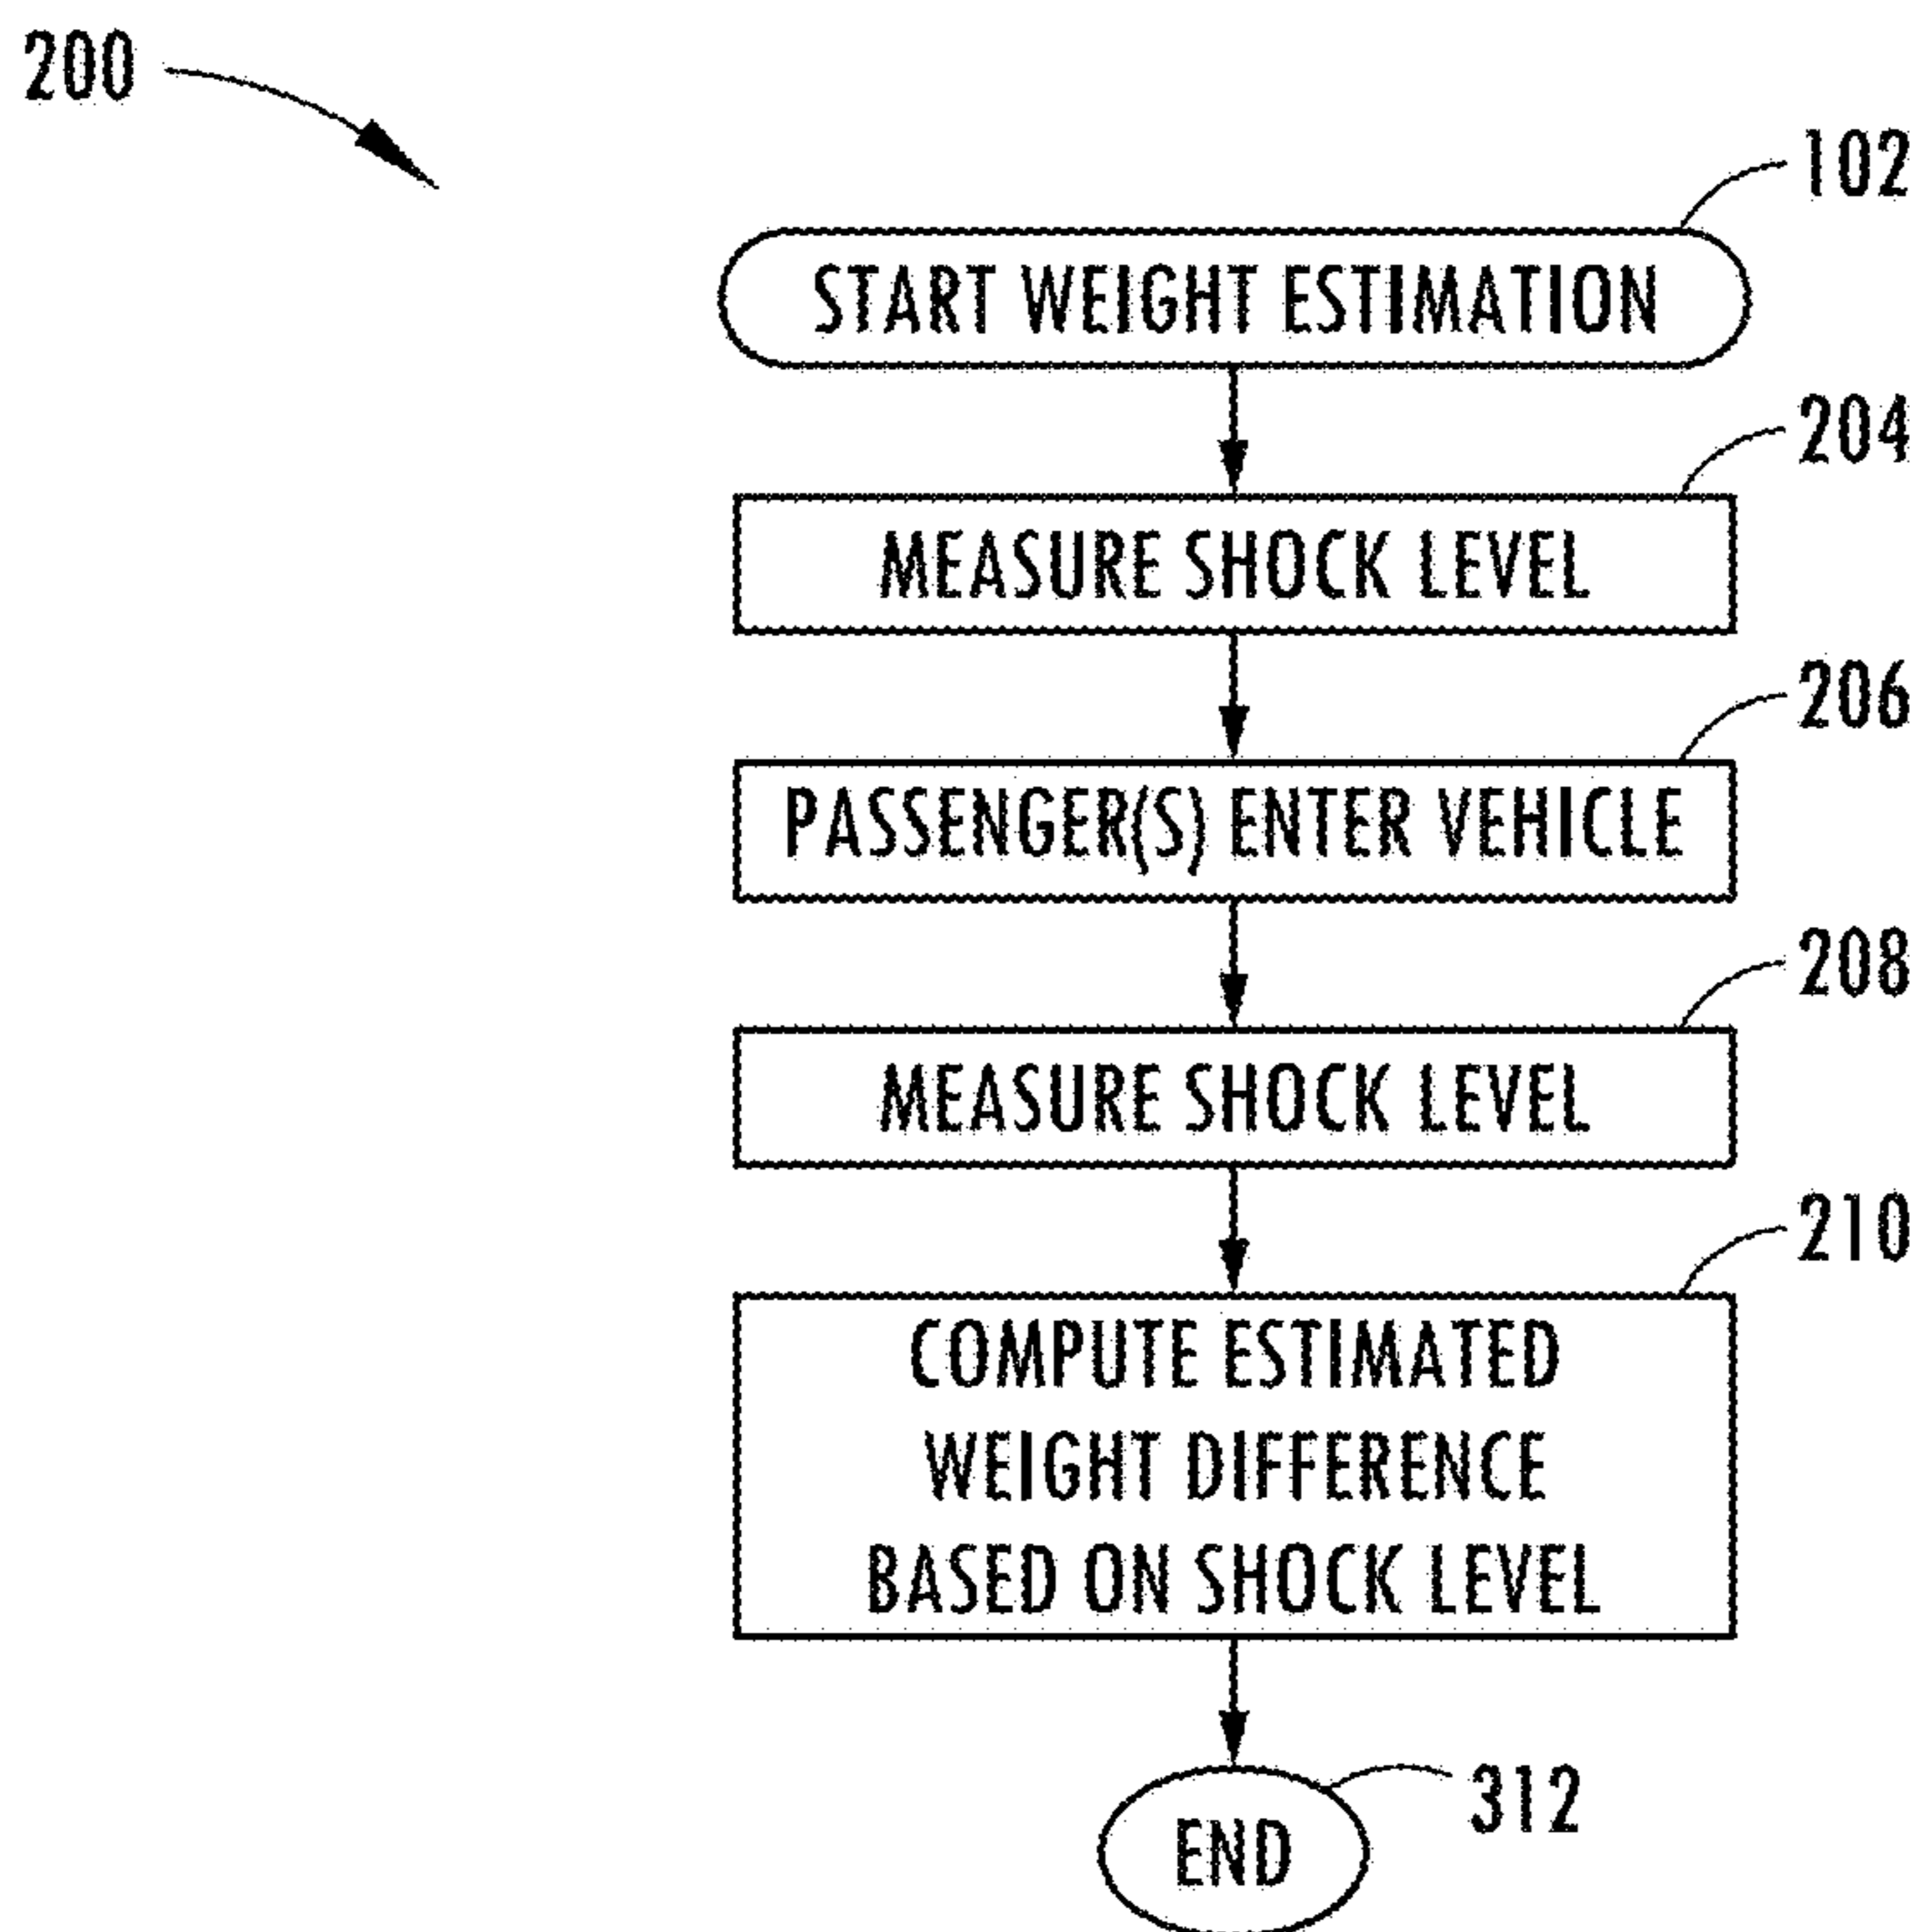 200
102
START WEIGHT ESTIMATION
204
MEASURE SHOCK LEVEL
206
PASSENGER(S) ENTER VEHICLE
208
MEASURE SHOCK LEVEL
210
COMPUTE ESTIMATED
WEIGHT DIFFERENCE
BASED ON SHOCK LEVEL
312
END